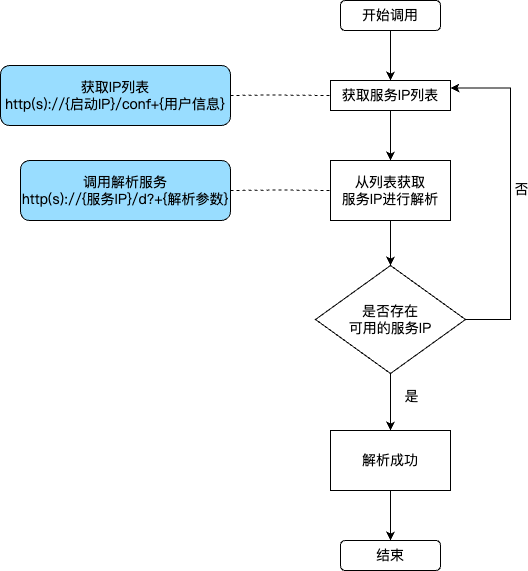 开始调用
获取IP列表
http(s)://{启动IP}/conf+{用户信息}
获取服务IP列表
调用解析服务
http(s)://{服务IP}/d?+{解析参数}
从列表获取
服务IP进行解析
否
是否存在
可用的服务IP
是
解析成功
结束